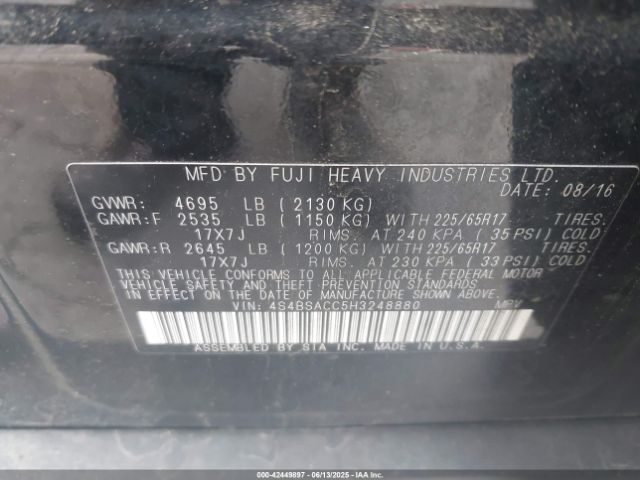 MFD BY FUJI HEAVY INDUSTRIES LTD.
DATE: 08/16
GVWR: 4695 LB (2130 KG)
GAWR:F 2535 LB (1150 KG) WITH 225/65R17 TIRES.
17X7J RIMS. AT 240 KPA (35 PSI) COLD
GAWR:R 2645 LB (1200 KG) WITH 225/65R17 TIRES.
17X7J RIMS. AT 230 KPA (33 PSI) COLD
THIS VEHICLE CONFORMS TO ALL APPLICABLE FEDERAL MOTOR
VEHICLE SAFETY AND THEFT PREVENTION STANDARDS
IN EFFECT ON THE DATE OF MANUFACTURE SHOWN ABOVE.
VIN: 4S4BSACC5H3248880 MPV
ASSEMBLED BY SIA INC. MADE IN U.S.A.
000-42449897 - 06/13/2025 - COPYRIGHT © IAA